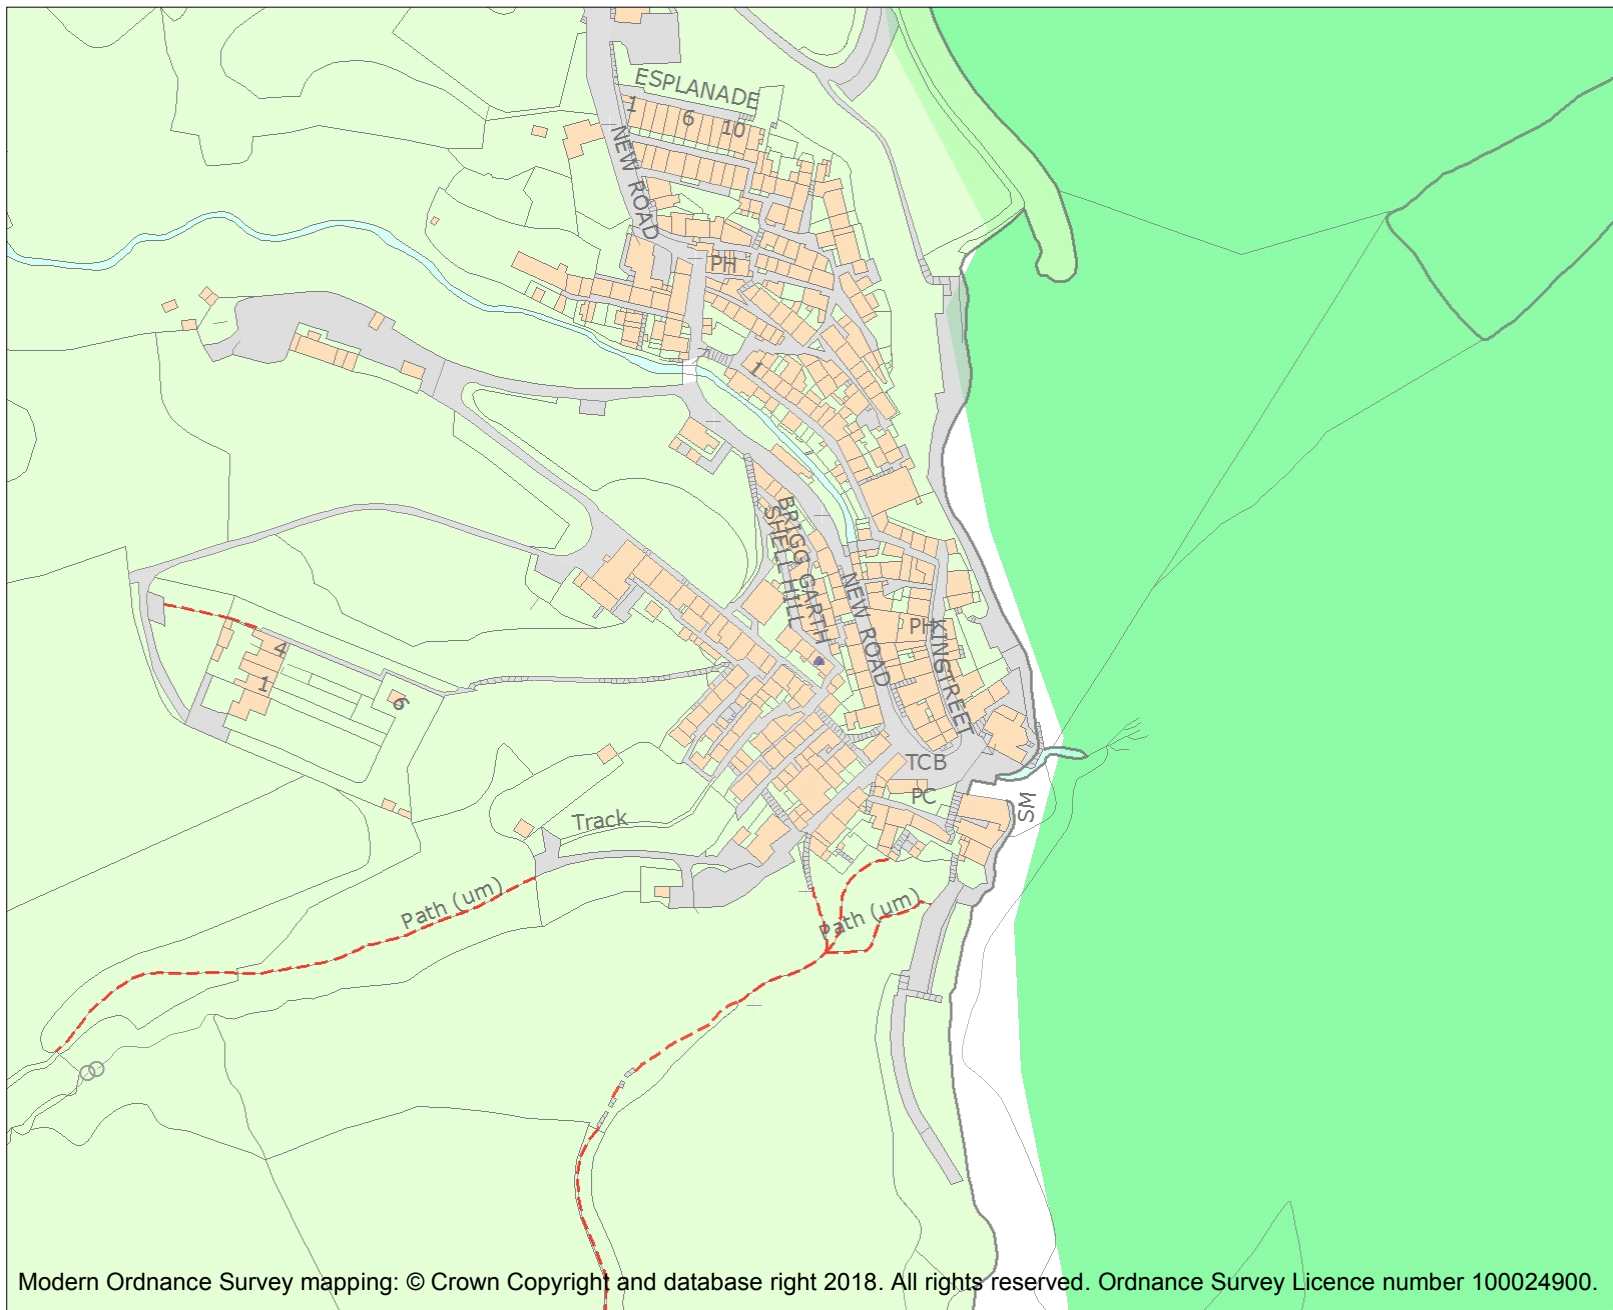 ESPLANADE
1
6
10
NEW ROAD
PH
1
BRIGG GARTH
SHELL HILL
NEW ROAD
PH
KING STREET
4
1
6
TCB
PC
SM
Track
Path (um)
Path (um)
Modern Ordnance Survey mapping: © Crown Copyright and database right 2018. All rights reserved. Ordnance Survey Licence number 100024900.